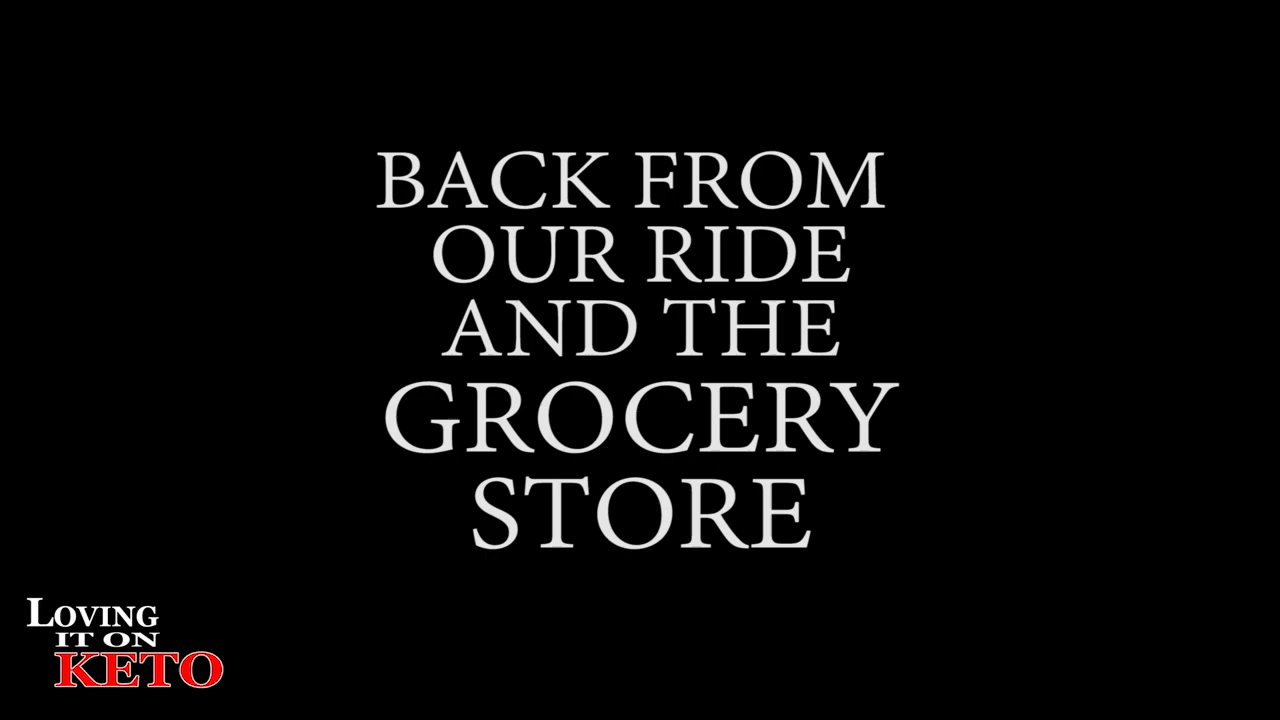 BACK FROM
OUR RIDE
AND THE
GROCERY
STORE
LOVING
IT ON
KETO